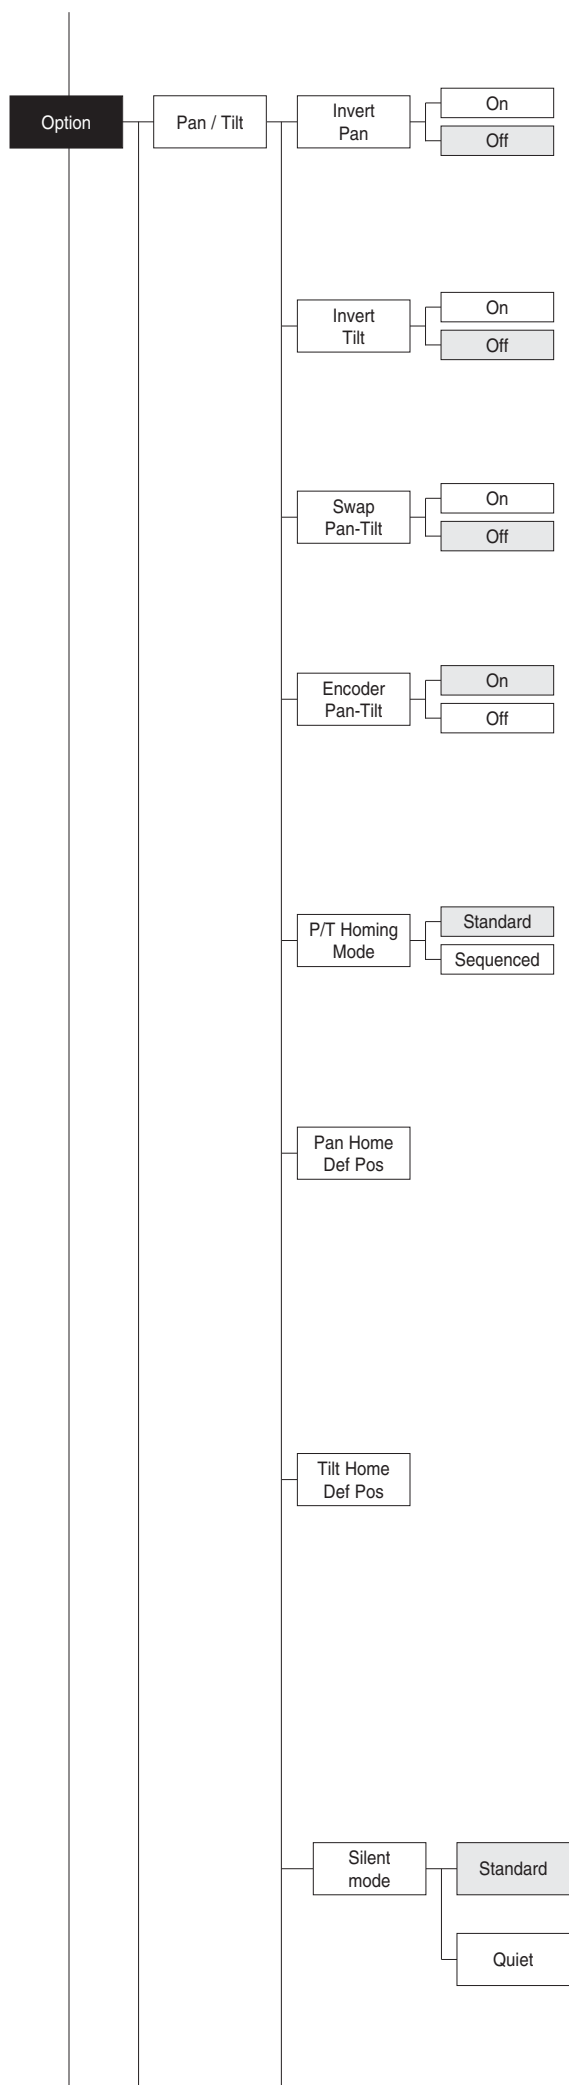 Option
Pan / Tilt
Invert
Pan
On
Off
Invert
Tilt
On
Off
Swap
Pan-Tilt
On
Off
Encoder
Pan-Tilt
On
Off
P/T Homing
Mode
Standard
Sequenced
Pan Home
Def Pos
Tilt Home
Def Pos
Silent
mode
Standard
Quiet